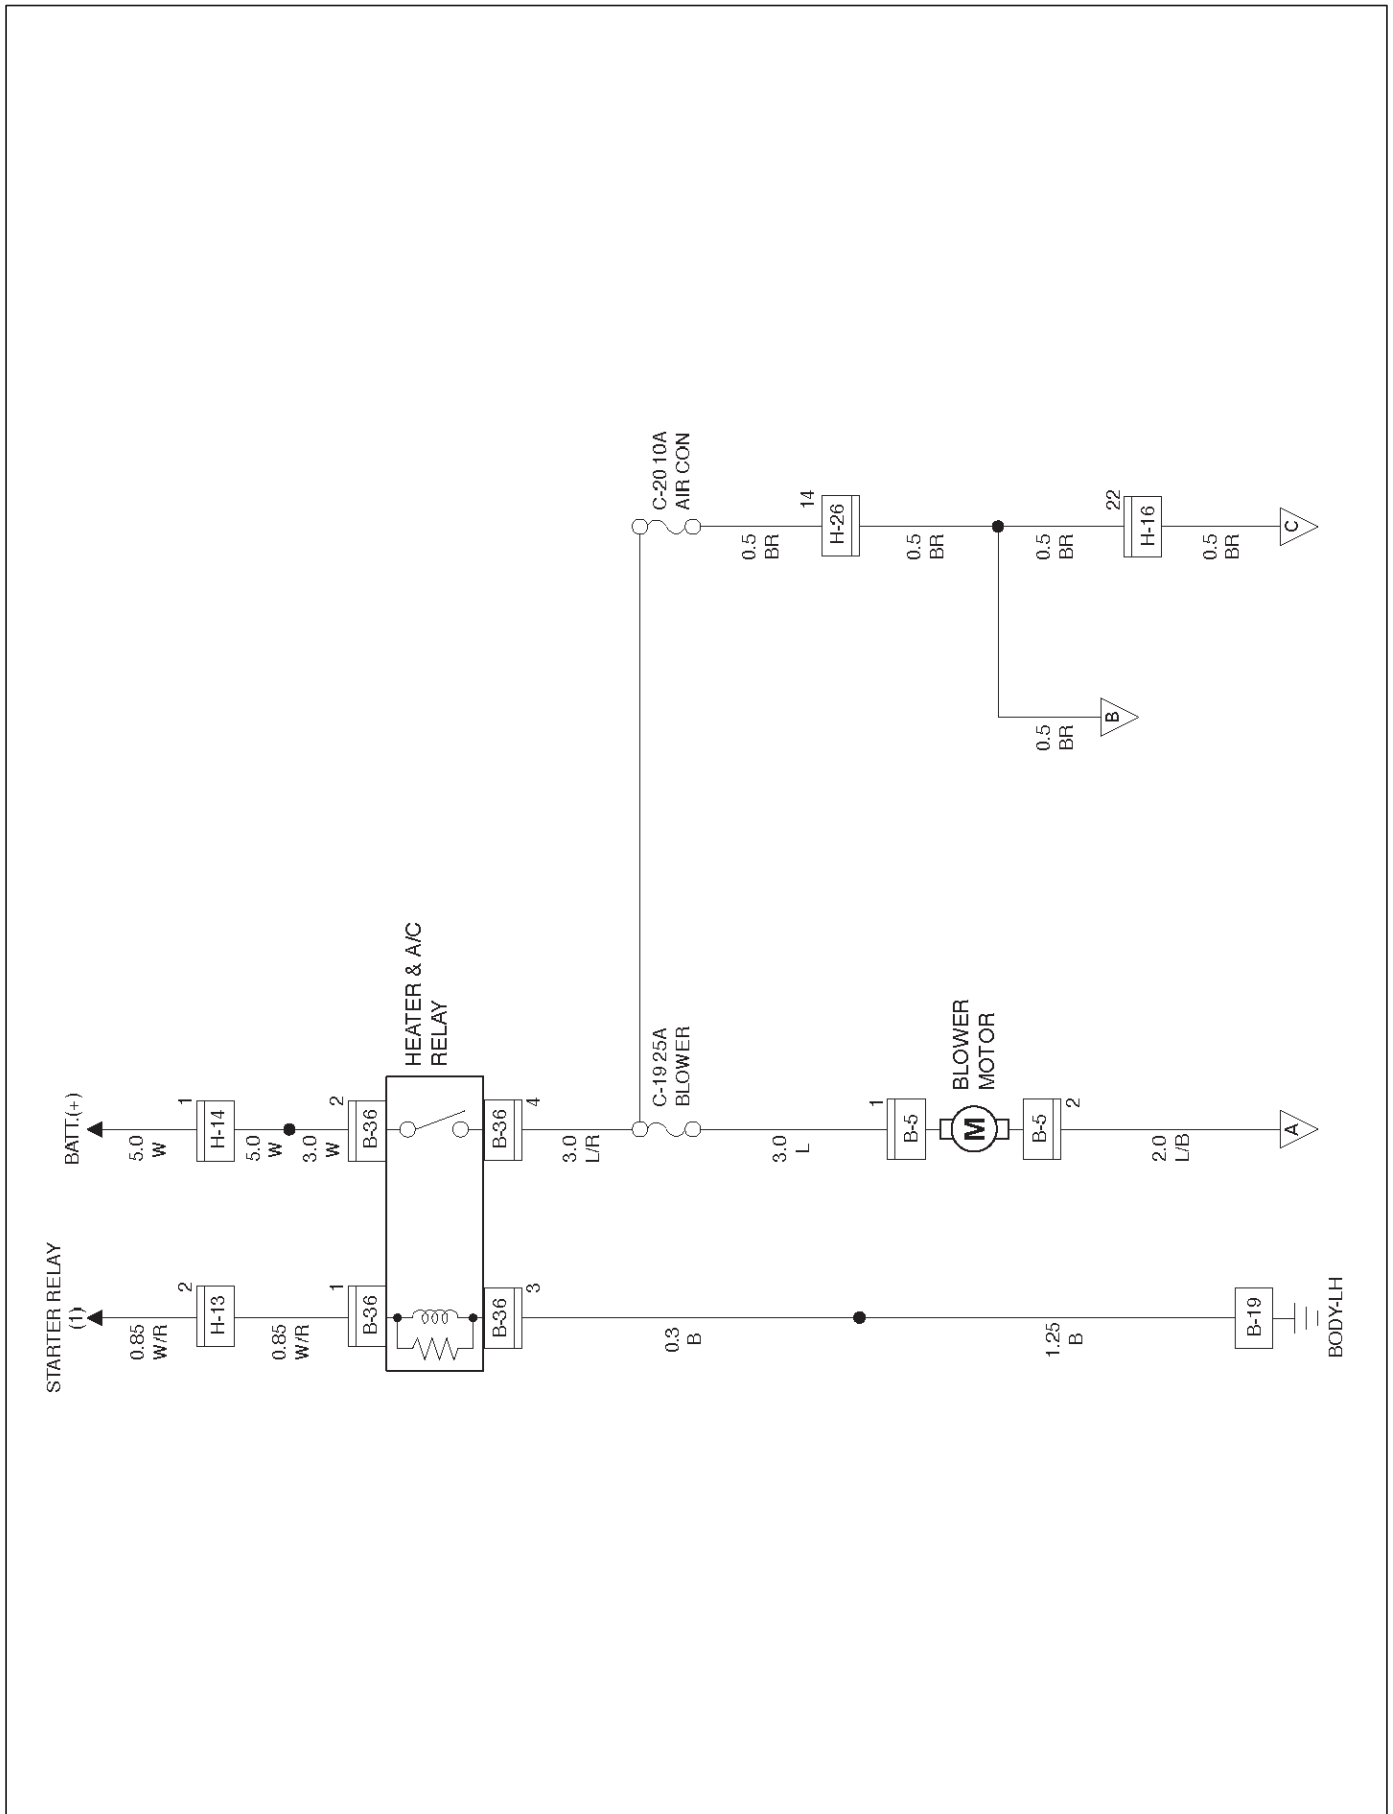 STARTER RELAY
(1)
0.85
W/R
2
H-13
0.85
W/R
1
B-36
B-36
3
0.3
B
1.25
B
B-19
BODY-LH
BATT.(+)
5.0
W
1
H-14
5.0
W
3.0
W
2
B-36
HEATER & A/C
RELAY
B-36
4
3.0
L/R
C-19 25A
BLOWER
3.0
L
1
B-5
M
BLOWER
MOTOR
B-5
2
2.0
L/B
A
C-20 10A
AIR CON
0.5
BR
14
H-26
0.5
BR
0.5
BR
B
0.5
BR
22
H-16
0.5
BR
C